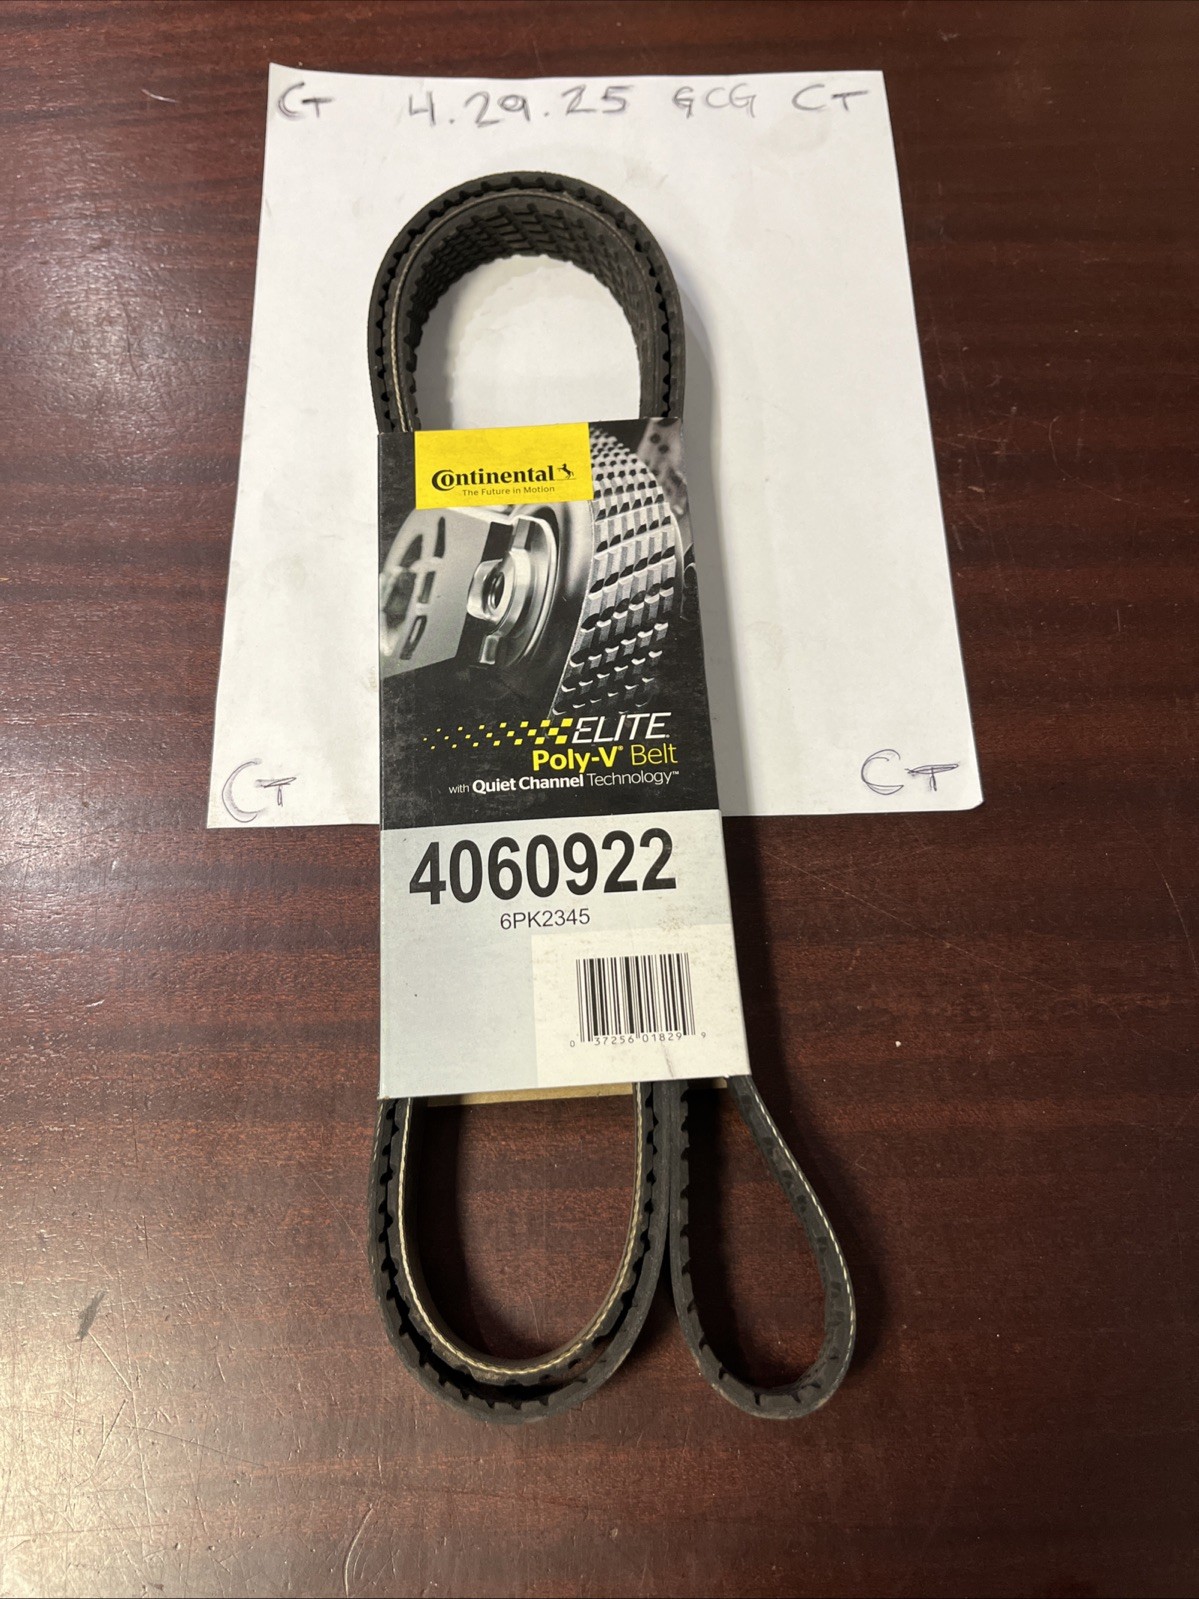 CT 4.29.25 GCG CT
Continental
The Future in Motion
ELITE
Poly-V® Belt
with Quiet Channel Technology™
CT CT
4060922
6PK2345
0 37256 01829 9